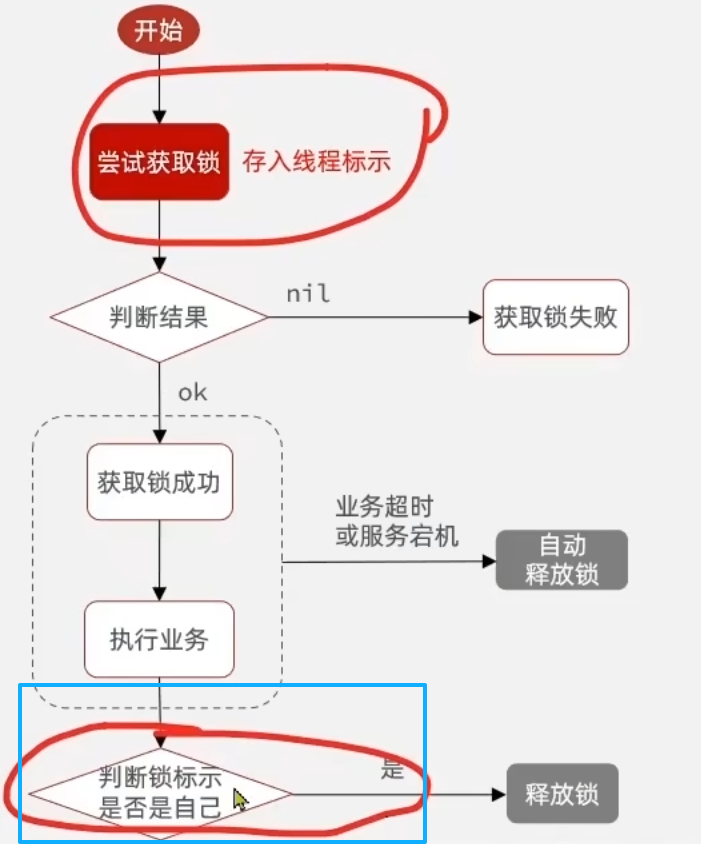 开始
尝试获取锁
存入线程标示
判断结果
nil
获取锁失败
ok
获取锁成功
业务超时
或服务宕机
自动
释放锁
执行业务
判断锁标示
是否是自己
是
释放锁